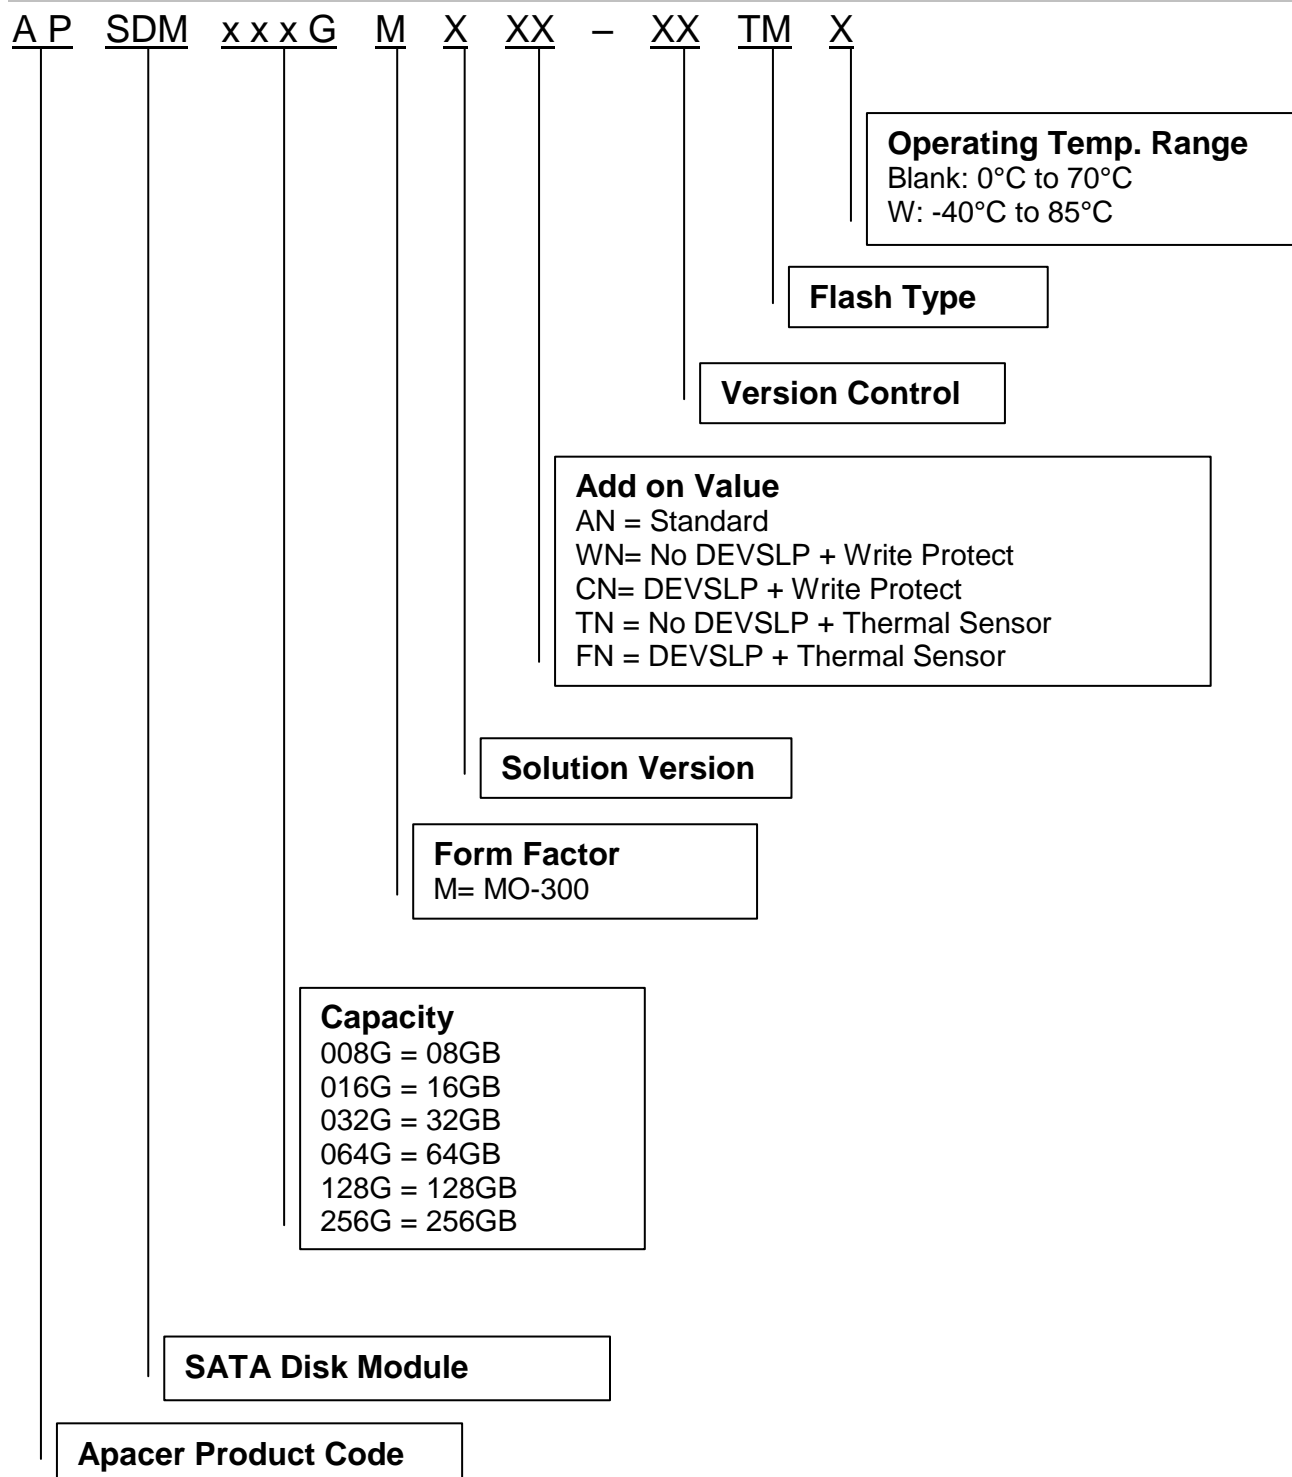 A P SDM x x x G M X XX – XX TM X
Operating Temp. Range
Blank: 0°C to 70°C
W: -40°C to 85°C
Flash Type
Version Control
Add on Value
AN = Standard
WN= No DEVSLP + Write Protect
CN= DEVSLP + Write Protect
TN = No DEVSLP + Thermal Sensor
FN = DEVSLP + Thermal Sensor
Solution Version
Form Factor
M= MO-300
Capacity
008G = 08GB
016G = 16GB
032G = 32GB
064G = 64GB
128G = 128GB
256G = 256GB
SATA Disk Module
Apacer Product Code